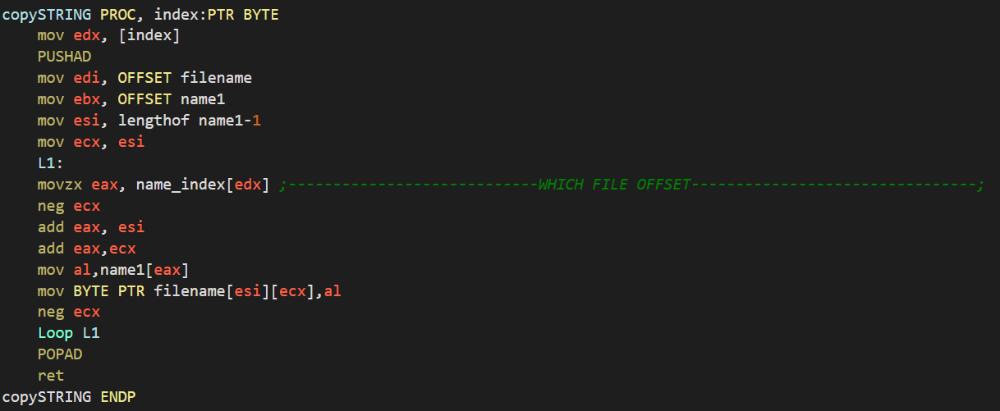 copySTRING PROC, index:PTR BYTE
    mov edx, [index]
    PUSHAD
    mov edi, OFFSET filename
    mov ebx, OFFSET name1
    mov esi, lengthof name1-1
    mov ecx, esi
    L1:
    movzx eax, name_index[edx] ;----------------------------WHICH FILE OFFSET--------------------------------;
    neg ecx
    add eax, esi
    add eax,ecx
    mov al,name1[eax]
    mov BYTE PTR filename[esi][ecx],al
    neg ecx
    Loop L1
    POPAD
    ret
copySTRING ENDP